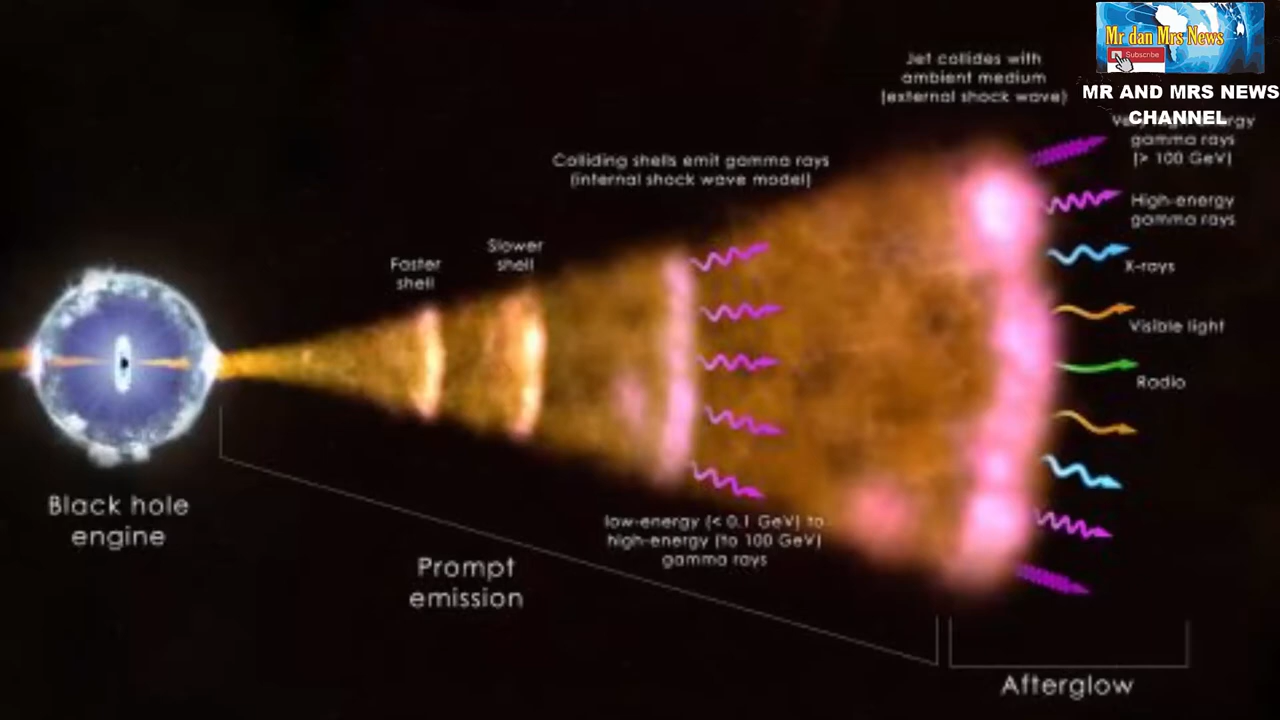 Mr dan Mrs News
Subscribe
MR AND MRS NEWS
CHANNEL
Jet collides with
ambient medium
(external shock wave)
gamma rays
(> 100 GeV)
Colliding shells emit gamma rays
(internal shock wave model)
High-energy
gamma rays
Slower
shell
Faster
shell
X-rays
Visible light
Radio
Black hole
engine
low-energy (< 0.1 GeV) to
high-energy (to 100 GeV)
gamma rays
Prompt
emission
Afterglow